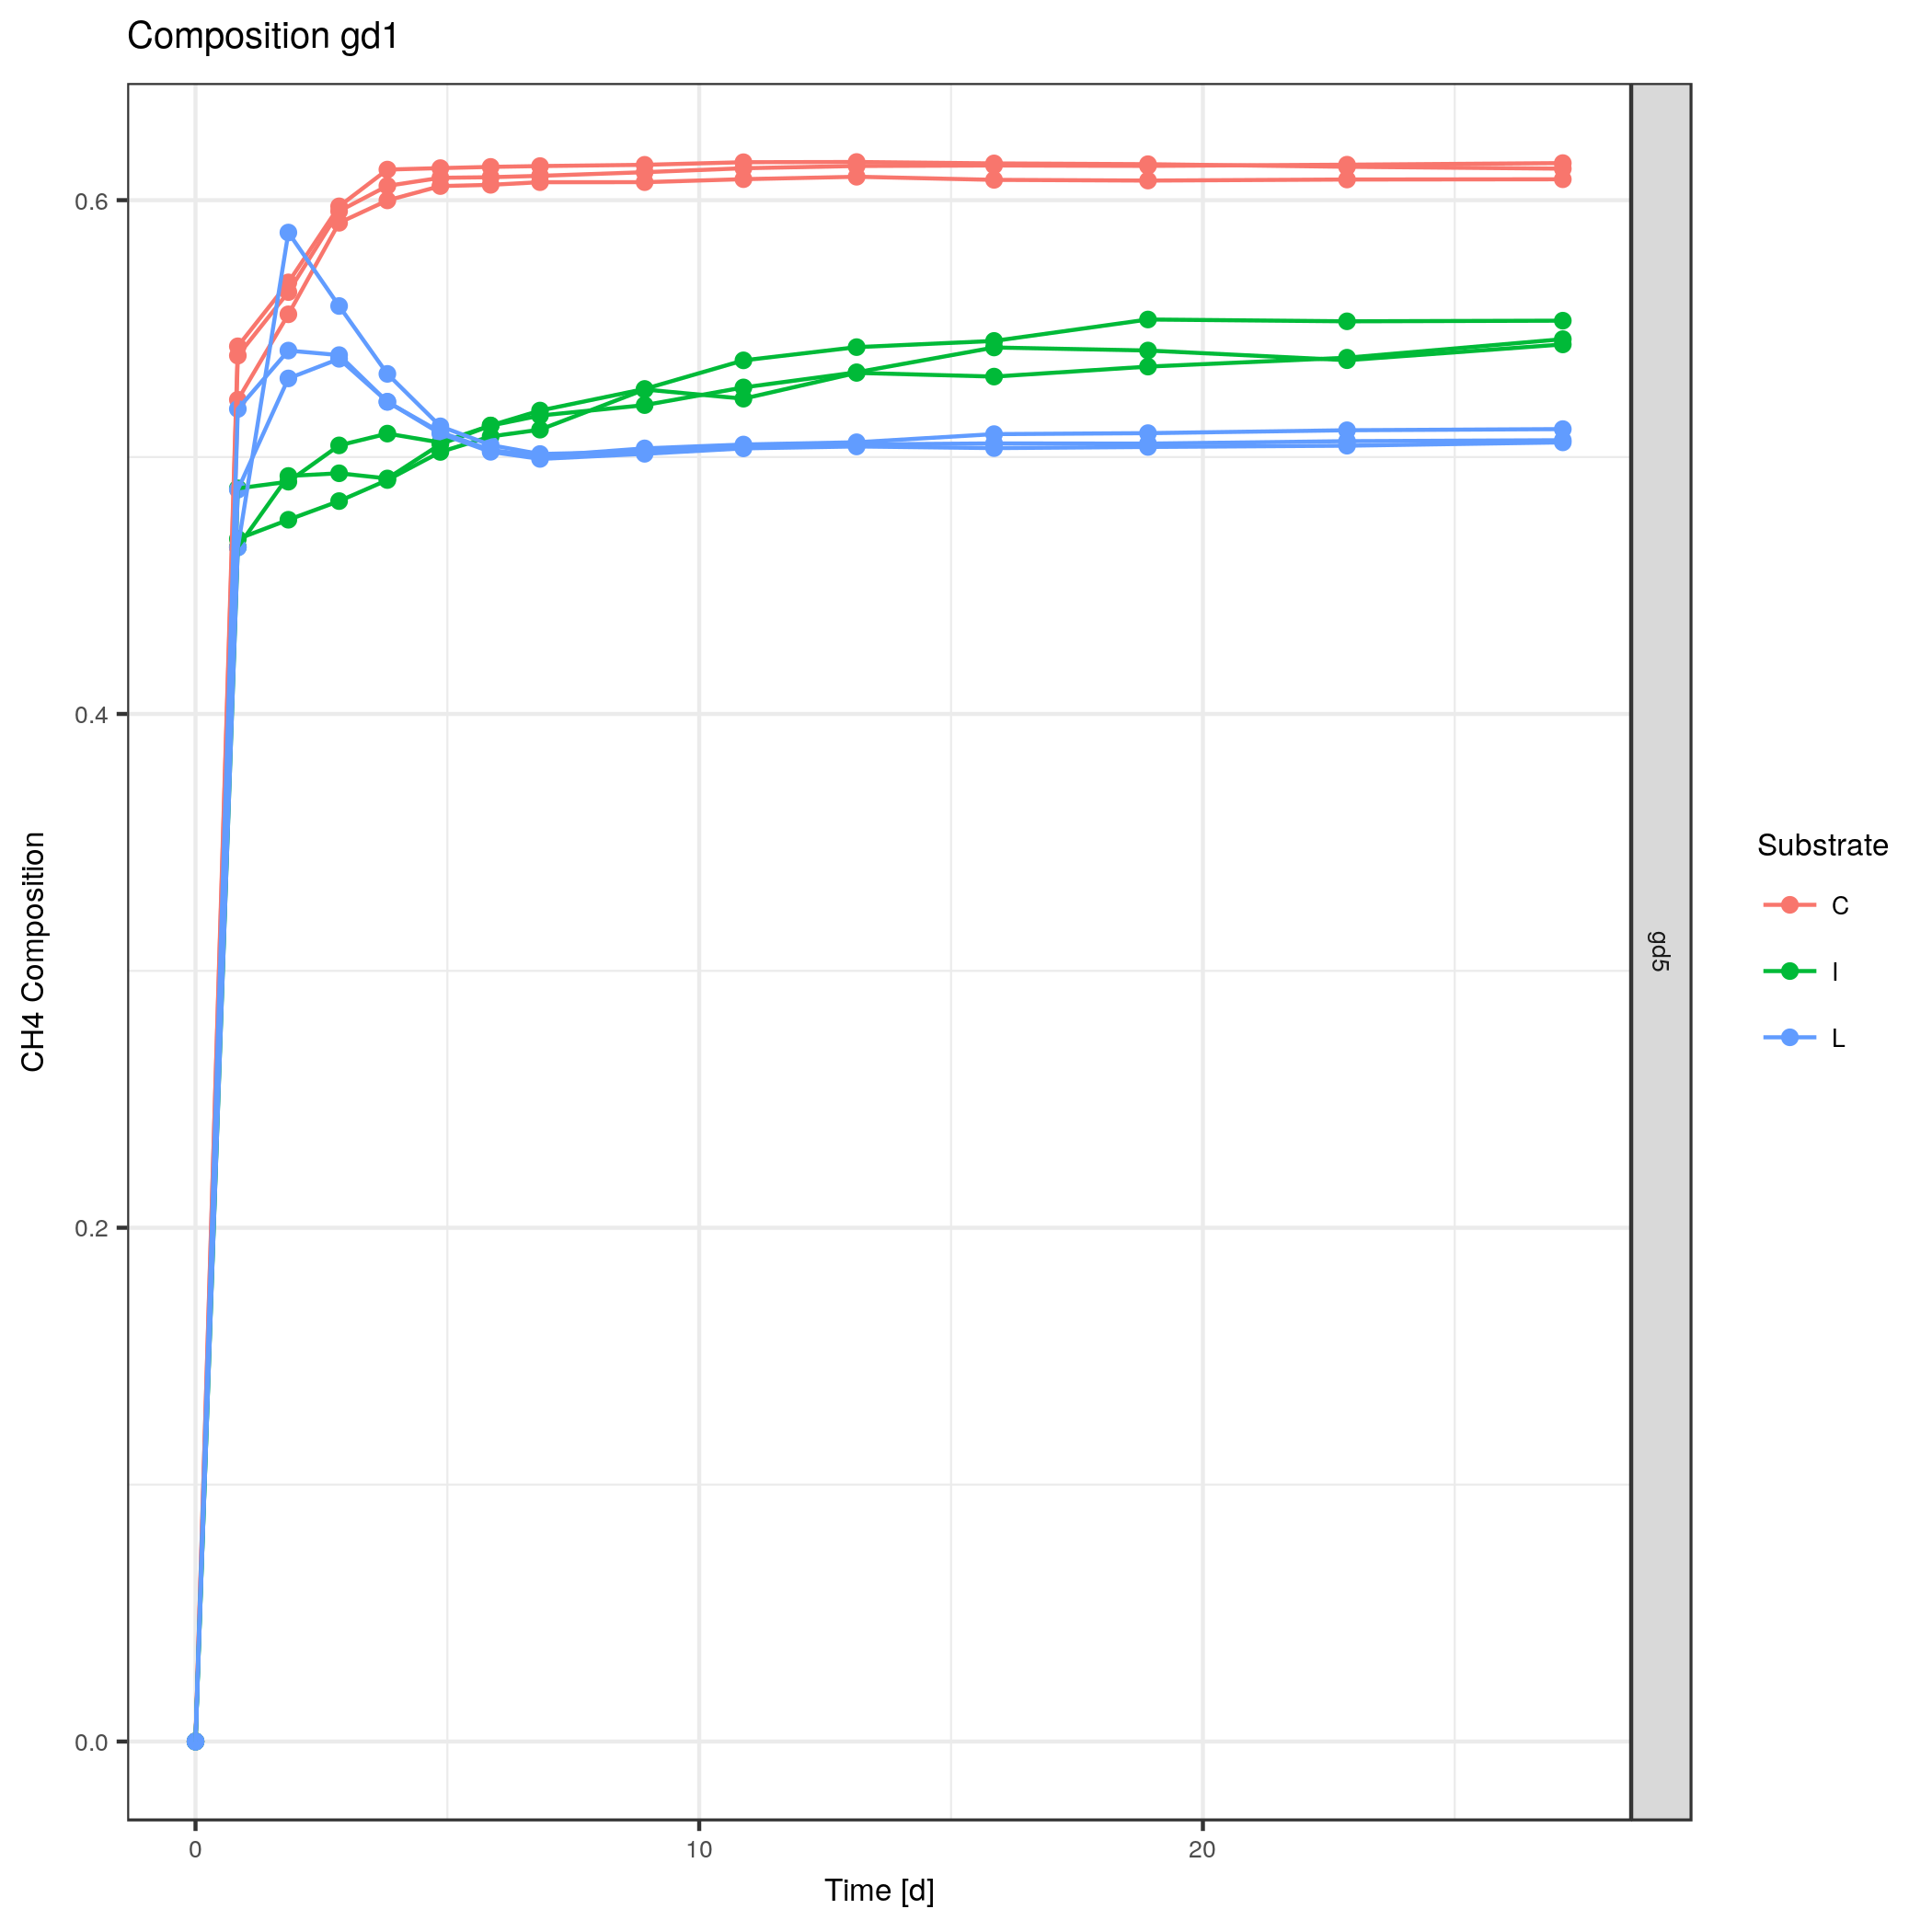 Composition gd1
0.6
0.4
0.2
0.0
CH4 Composition
0
10
20
Time [d]
gd5
Substrate
C
I
L